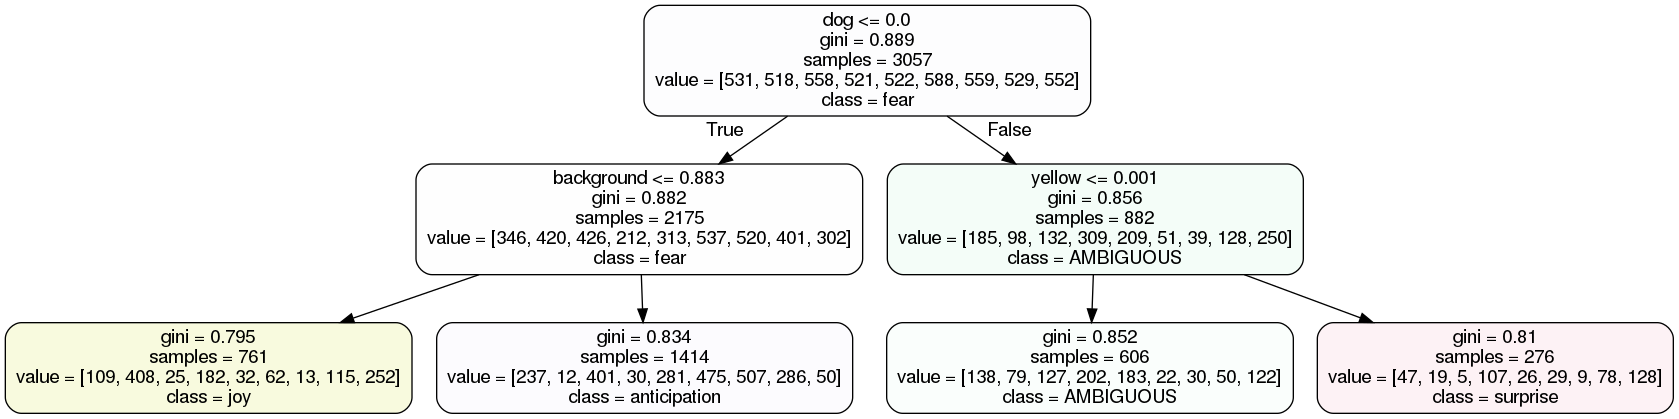 dog <= 0.0
gini = 0.889
samples = 3057
value = [531, 518, 558, 521, 522, 588, 559, 529, 552]
class = fear
True
False
background <= 0.883
gini = 0.882
samples = 2175
value = [346, 420, 426, 212, 313, 537, 520, 401, 302]
class = fear
yellow <= 0.001
gini = 0.856
samples = 882
value = [185, 98, 132, 309, 209, 51, 39, 128, 250]
class = AMBIGUOUS
gini = 0.795
samples = 761
value = [109, 408, 25, 182, 32, 62, 13, 115, 252]
class = joy
gini = 0.834
samples = 1414
value = [237, 12, 401, 30, 281, 475, 507, 286, 50]
class = anticipation
gini = 0.852
samples = 606
value = [138, 79, 127, 202, 183, 22, 30, 50, 122]
class = AMBIGUOUS
gini = 0.81
samples = 276
value = [47, 19, 5, 107, 26, 29, 9, 78, 128]
class = surprise